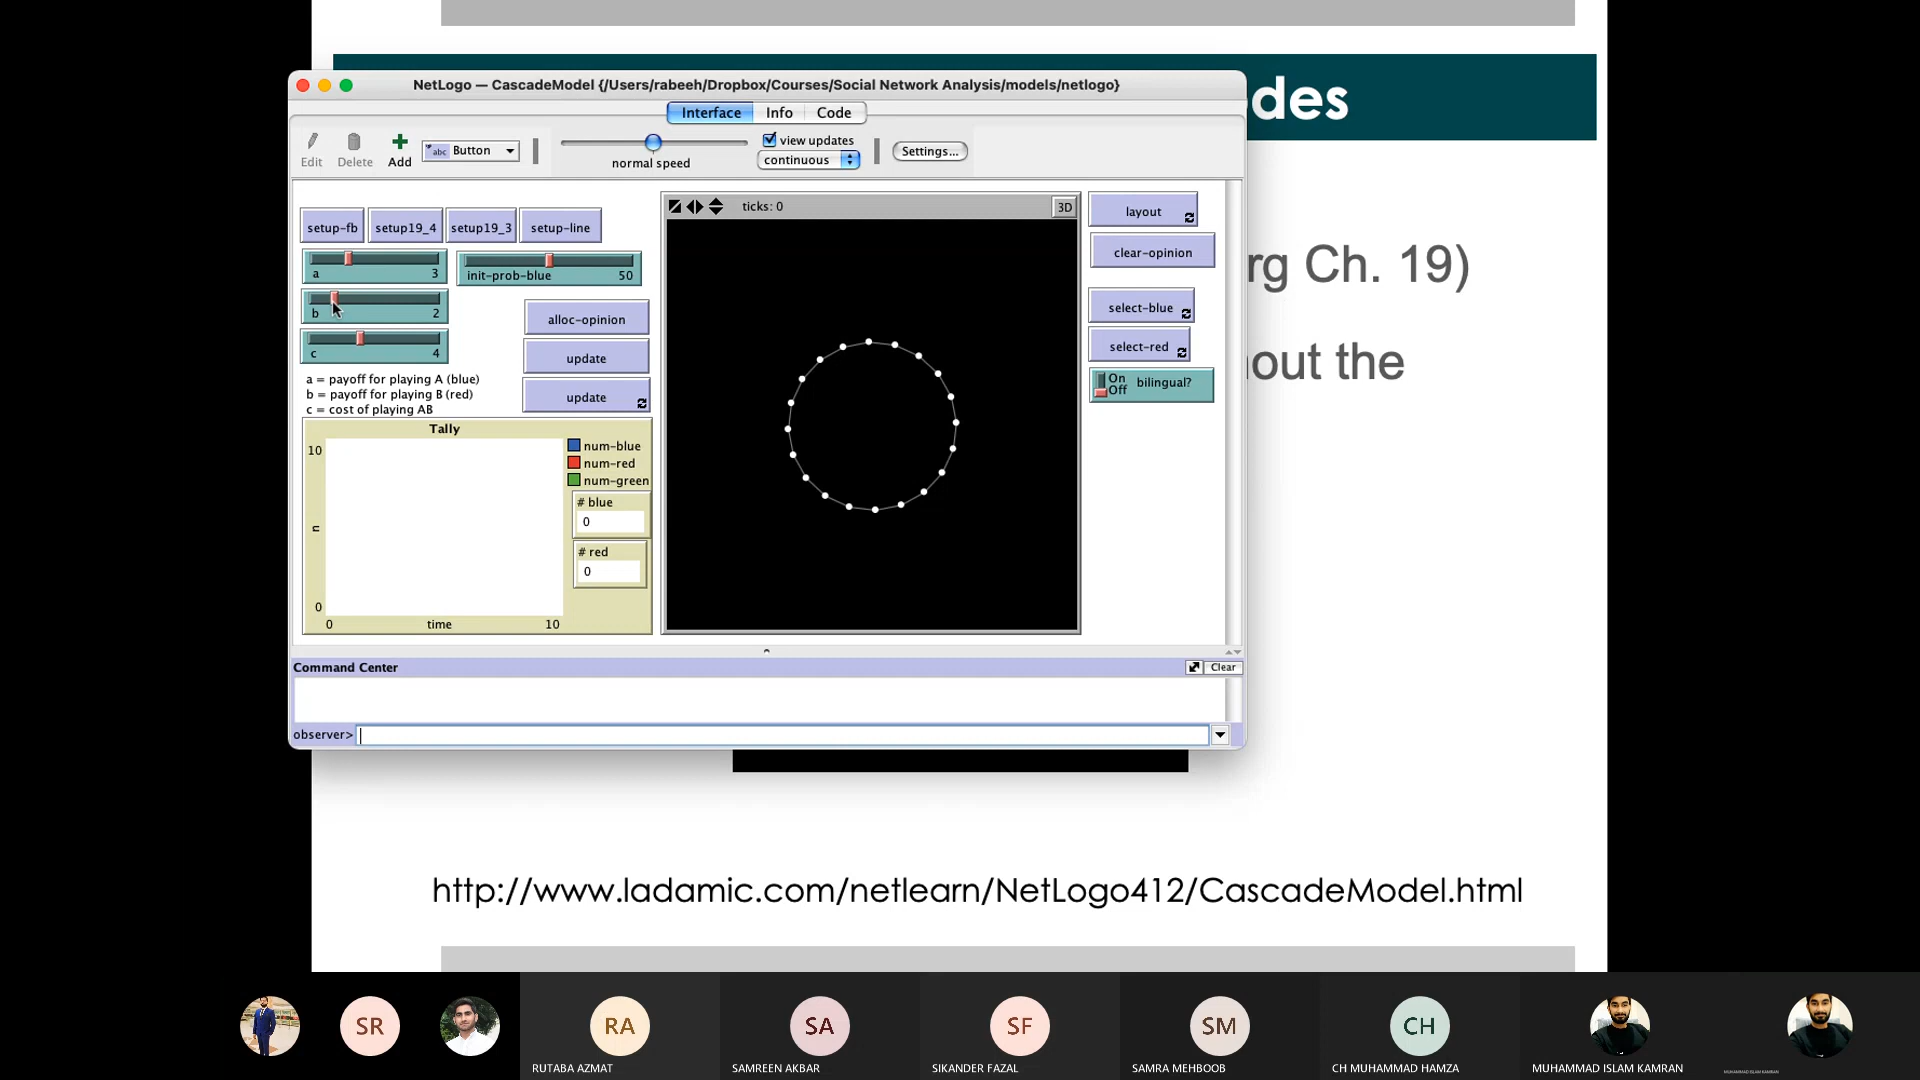 des
rg Ch. 19)
out the
NetLogo — CascadeModel {/Users/rabeeh/Dropbox/Courses/Social Network Analysis/models/netlogo}
Interface Info Code
Edit Delete Add abc Button normal speed view updates continuous Settings...
setup-fb setup19_4 setup19_3 setup-line
a 3
init-prob-blue 50
b 2
c 4
alloc-opinion
update
update
a = payoff for playing A (blue)
b = payoff for playing B (red)
c = cost of playing AB
Tally
10
n
0
0 time 10
num-blue
num-red
num-green
# blue
0
# red
0
ticks: 0 3D
layout
clear-opinion
select-blue
select-red
On
Off
bilingual?
Command Center Clear
observer>
http://www.ladamic.com/netlearn/NetLogo412/CascadeModel.html
SR RA SA SF SM CH
RUTABA AZMAT SAMREEN AKBAR SIKANDER FAZAL SAMRA MEHBOOB CH MUHAMMAD HAMZA MUHAMMAD ISLAM KAMRAN MUHAMMAD ISLAM KAMRAN